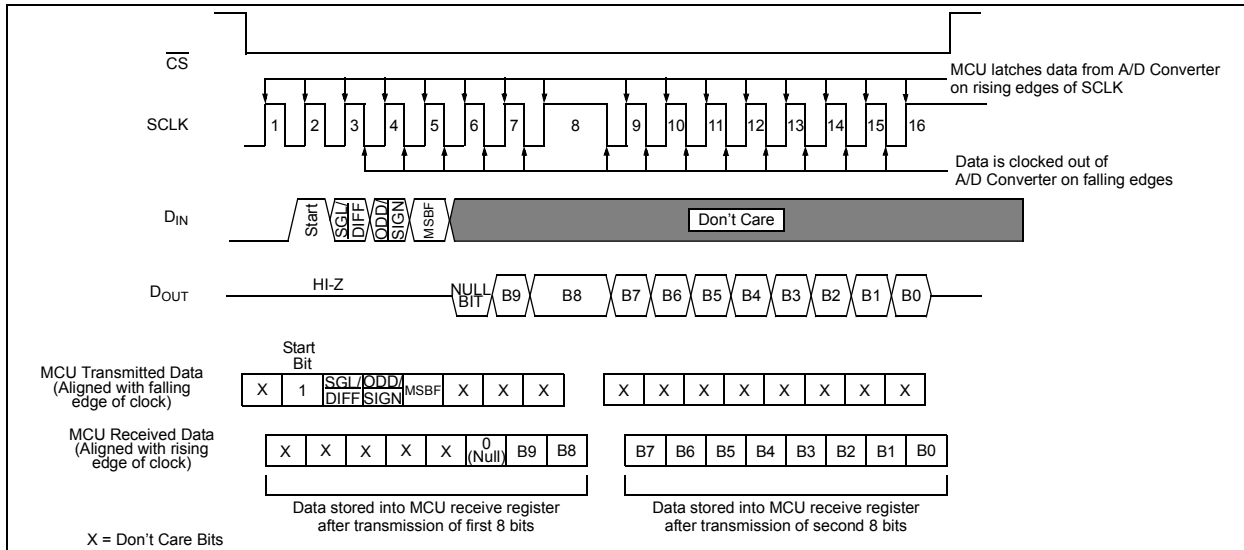 CS
MCU latches data from A/D Converter
on rising edges of SCLK
SCLK
1 2 3 4 5 6 7 8 9 10 11 12 13 14 15 16
Data is clocked out of
A/D Converter on falling edges
DIN
Start SGL/DIFF ODD/SIGN MSBF Don't Care
DOUT
HI-Z
NULL BIT B9 B8 B7 B6 B5 B4 B3 B2 B1 B0
Start
Bit
MCU Transmitted Data
(Aligned with falling
edge of clock)
X 1 SGL/DIFF ODD/SIGN MSBF X X X X X X X X X X X
MCU Received Data
(Aligned with rising
edge of clock)
X X X X X 0 (Null) B9 B8 B7 B6 B5 B4 B3 B2 B1 B0
Data stored into MCU receive register
after transmission of first 8 bits
Data stored into MCU receive register
after transmission of second 8 bits
X = Don't Care Bits